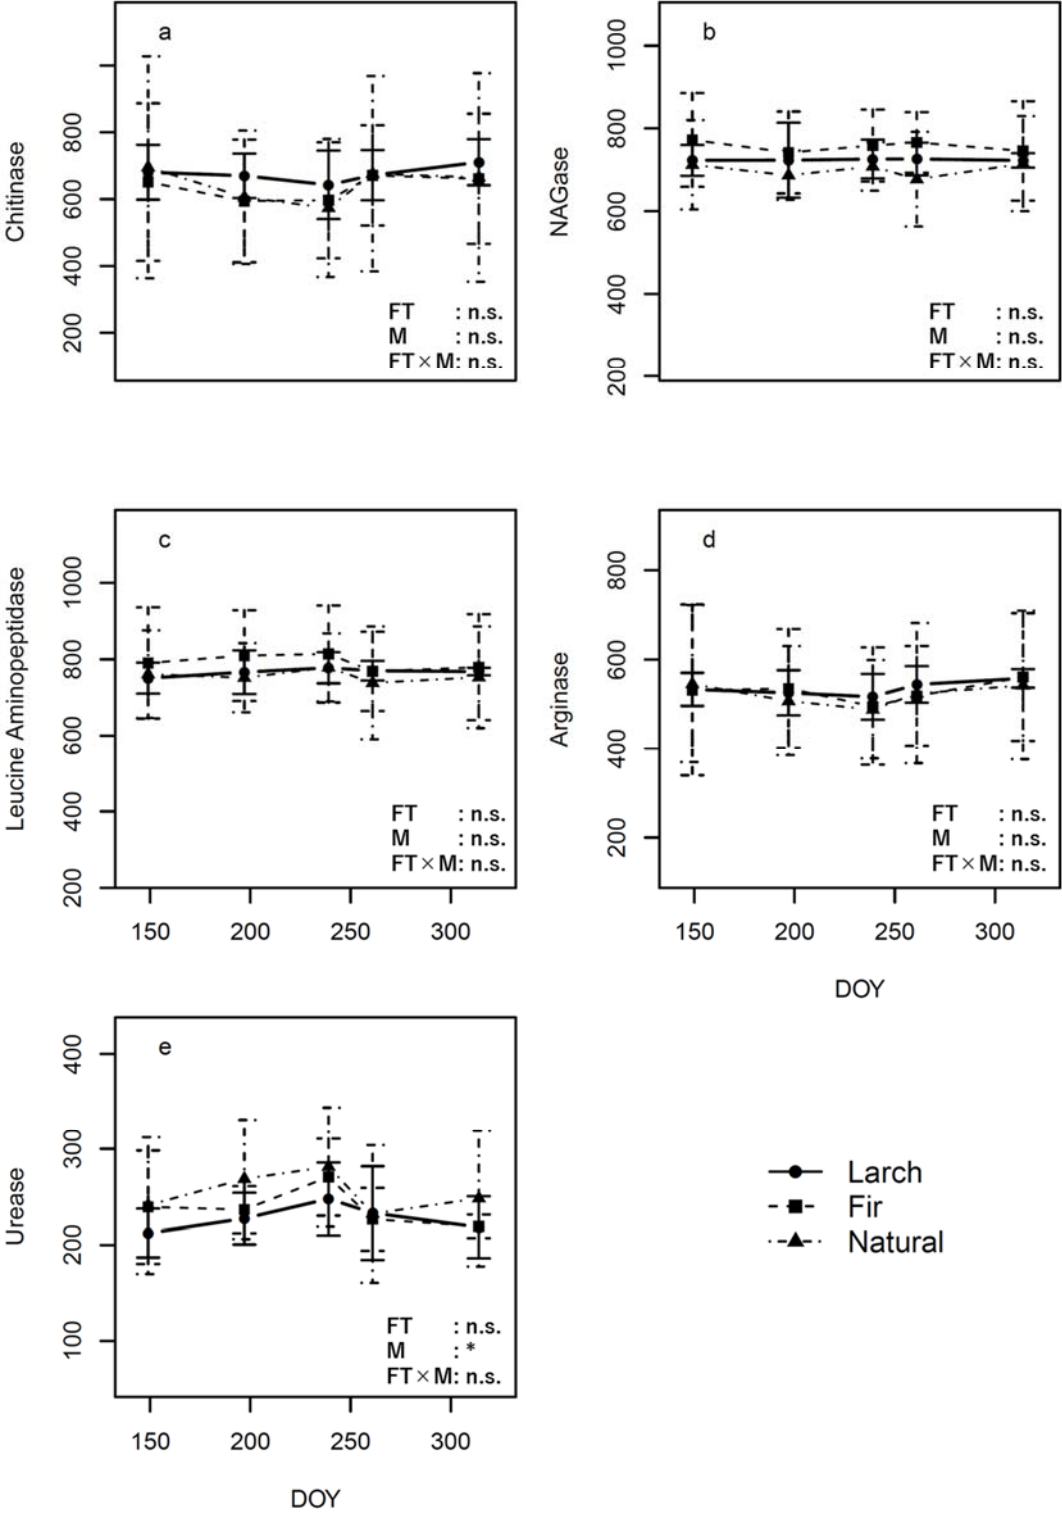 a
Chitinase
800
600
400
200
FT : n.s.
M : n.s.
FT×M: n.s.
b
NAGase
1000
800
600
400
200
FT : n.s.
M : n.s.
FT×M: n.s.
c
Leucine Aminopeptidase
1000
800
600
400
200
FT : n.s.
M : n.s.
FT×M: n.s.
150 200 250 300
d
Arginase
800
600
400
200
FT : n.s.
M : n.s.
FT×M: n.s.
150 200 250 300
DOY
e
Urease
400
300
200
100
FT : n.s.
M : *
FT×M: n.s.
150 200 250 300
DOY
Larch
Fir
Natural